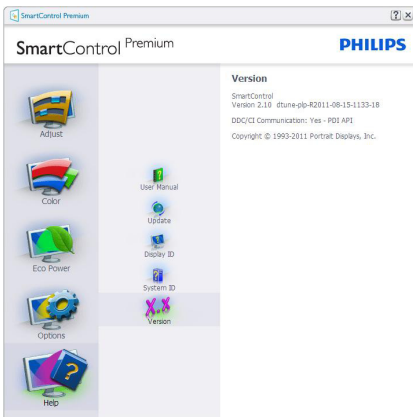 SmartControl Premium
? x
SmartControl Premium
PHILIPS
Adjust
Color
Eco Power
Options
Help
User Manual
Update
Display ID
System ID
X.X
Version
Version
SmartControl
Version 2.10 dtune-plp-R2011-08-15-1133-18
DDC/CI Communication: Yes - PDI API
Copyright © 1993-2011 Portrait Displays, Inc.